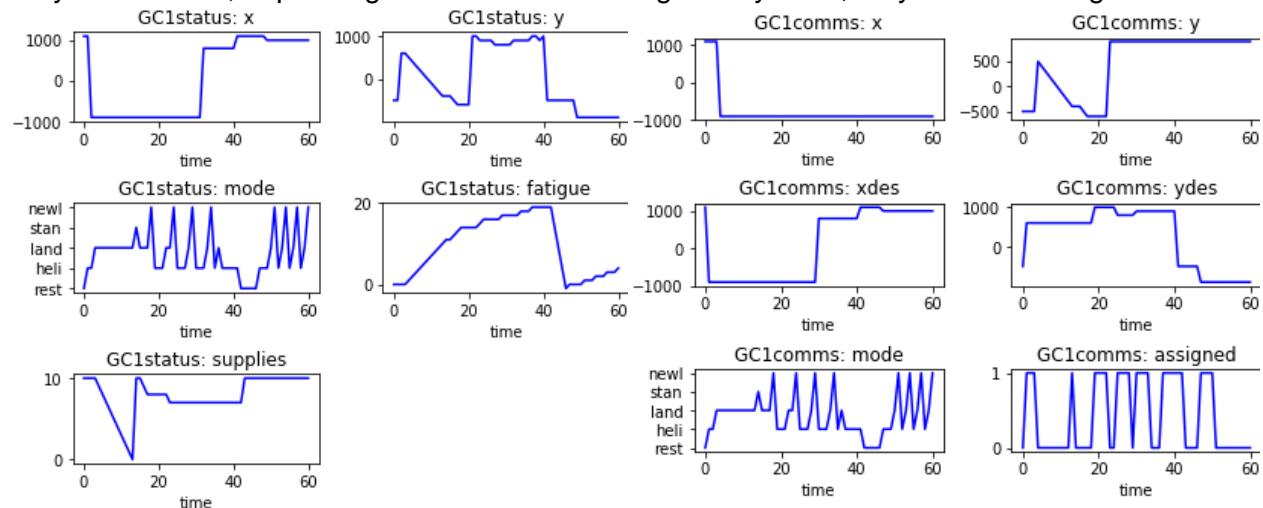 GC1status: x
GC1status: y
GC1comms: x
GC1comms: y
1000
0
−1000
0 20 40 60
time
1000
0
0 20 40 60
time
1000
0
−1000
0 20 40 60
time
500
0
−500
0 20 40 60
time
GC1status: mode
GC1status: fatigue
GC1comms: xdes
GC1comms: ydes
newl
stan
land
heli
rest
0 20 40 60
time
20
0
0 20 40 60
time
1000
0
−1000
0 20 40 60
time
1000
0
0 20 40 60
time
GC1status: supplies
GC1comms: mode
GC1comms: assigned
10
0
0 20 40 60
time
newl
stan
land
heli
rest
0 20 40 60
time
1
0
0 20 40 60
time